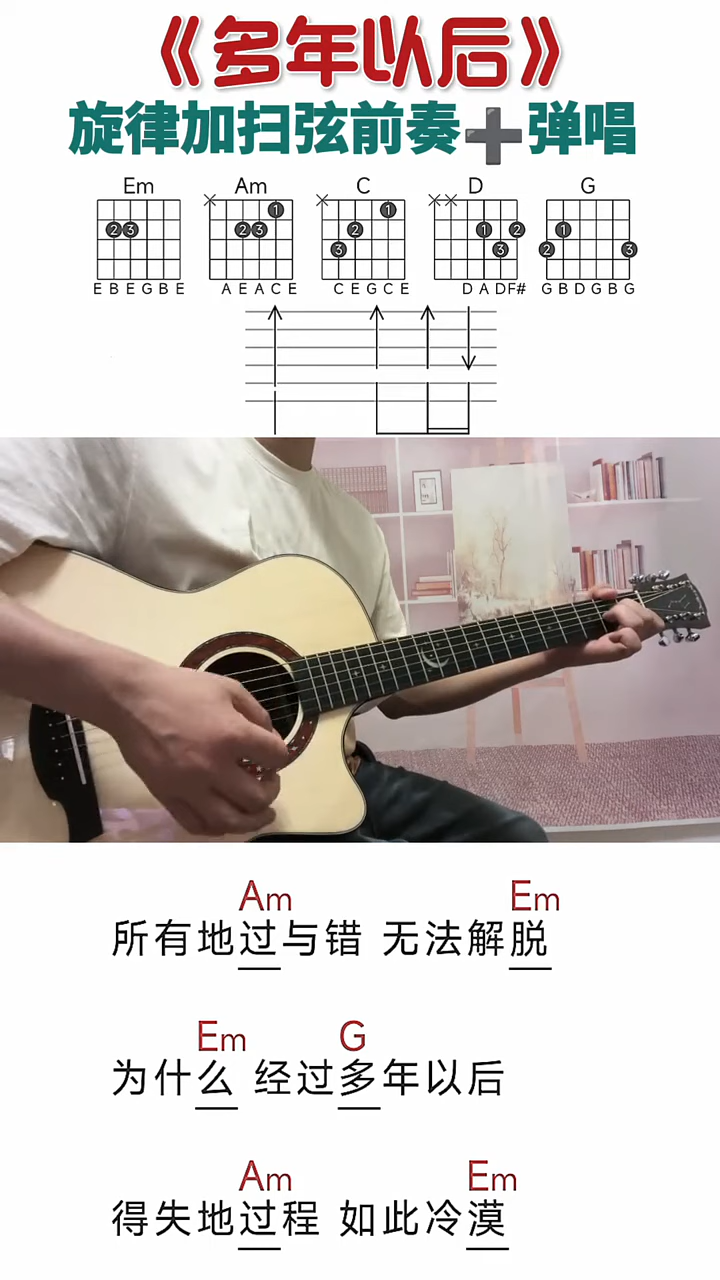 《多年以后》
旋律加扫弦前奏➕弹唱
Em Am C D G
× × ××
2 3 2 3 1 3 2 1 1 3 2 2 1 3
E B E G B E A E A C E C E G C E D A D F# G B D G B G
Am Em
所有地过与错 无法解脱
Em G
为什么 经过多年以后
Am Em
得失地过程 如此冷漠